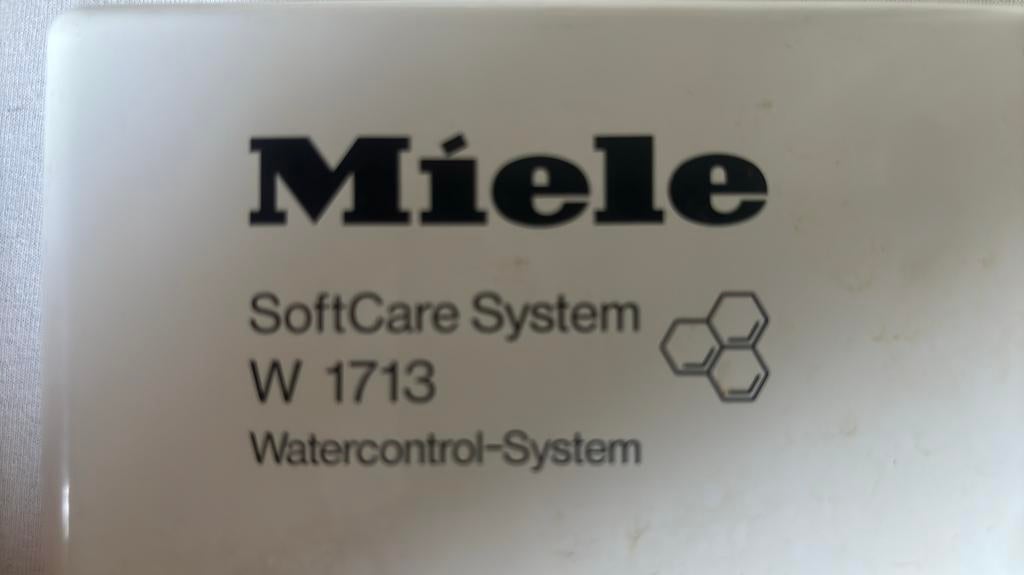 Miele
SoftCare System
W 1713
Watercontrol-System